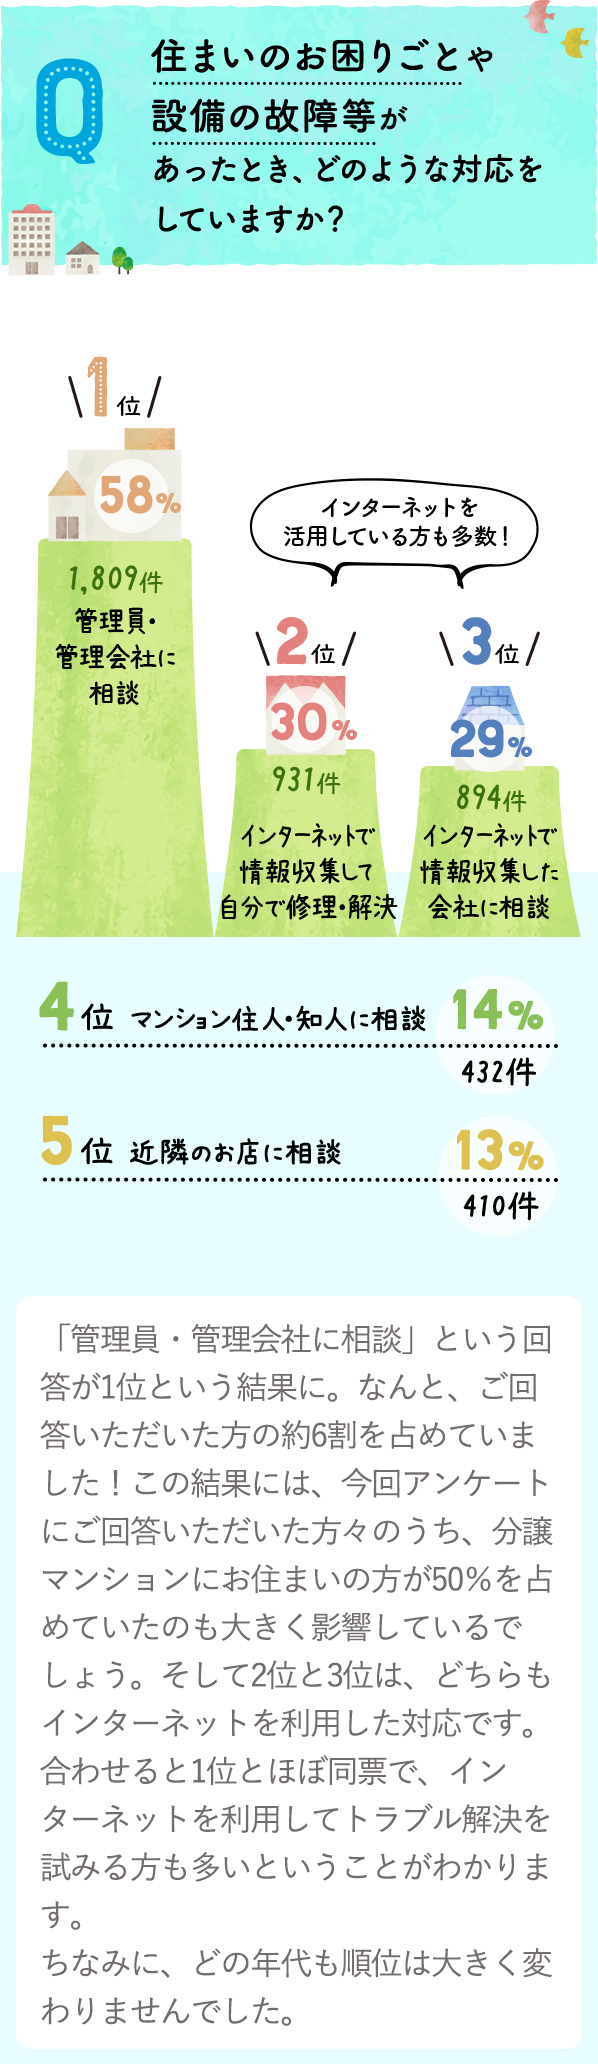 Q
住まいのお困りごとや
設備の故障等が
あったとき、どのような対応を
していますか？
1位
58%
1,809件
管理員・
管理会社に
相談
インターネットを
活用している方も多数！
2位
30%
931件
インターネットで
情報収集して
自分で修理・解決
3位
29%
894件
インターネットで
情報収集した
会社に相談
4位 マンション住人・知人に相談 14%
432件
5位 近隣のお店に相談 13%
410件
「管理員・管理会社に相談」という回
答が1位という結果に。なんと、ご回
答いただいた方の約6割を占めていま
した！この結果には、今回アンケート
にご回答いただいた方々のうち、分譲
マンションにお住まいの方が50％を占
めていたのも大きく影響しているで
しょう。そして2位と3位は、どちらも
インターネットを利用した対応です。
合わせると1位とほぼ同票で、イン
ターネットを利用してトラブル解決を
試みる方も多いということがわかりま
す。
ちなみに、どの年代も順位は大きく変
わりませんでした。